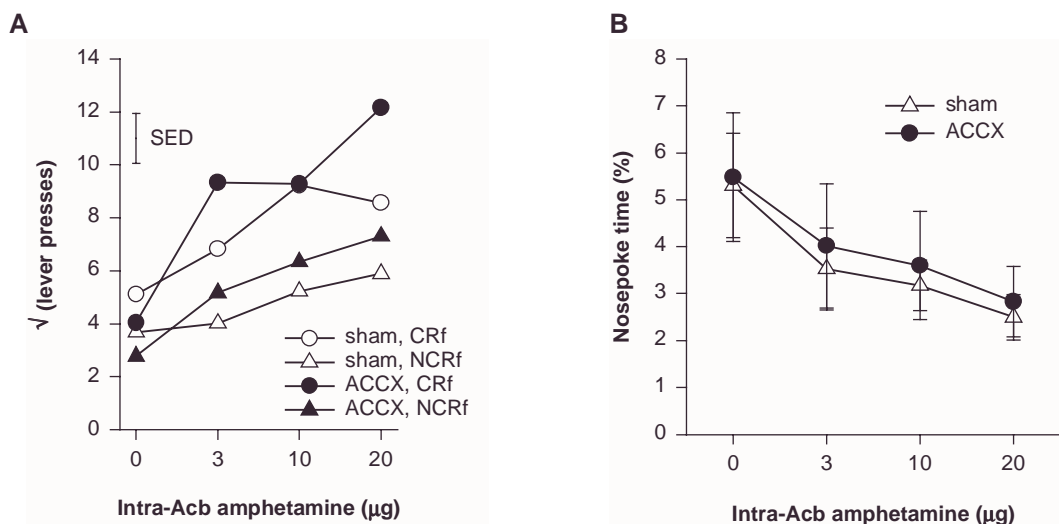 A
14
12
10
8
6
4
2
0
√ (lever presses)
SED
sham, CRf
sham, NCRf
ACCX, CRf
ACCX, NCRf
0 3 10 20
Intra-Acb amphetamine (µg)
B
8
7
6
5
4
3
2
1
0
Nosepoke time (%)
sham
ACCX
0 3 10 20
Intra-Acb amphetamine (µg)